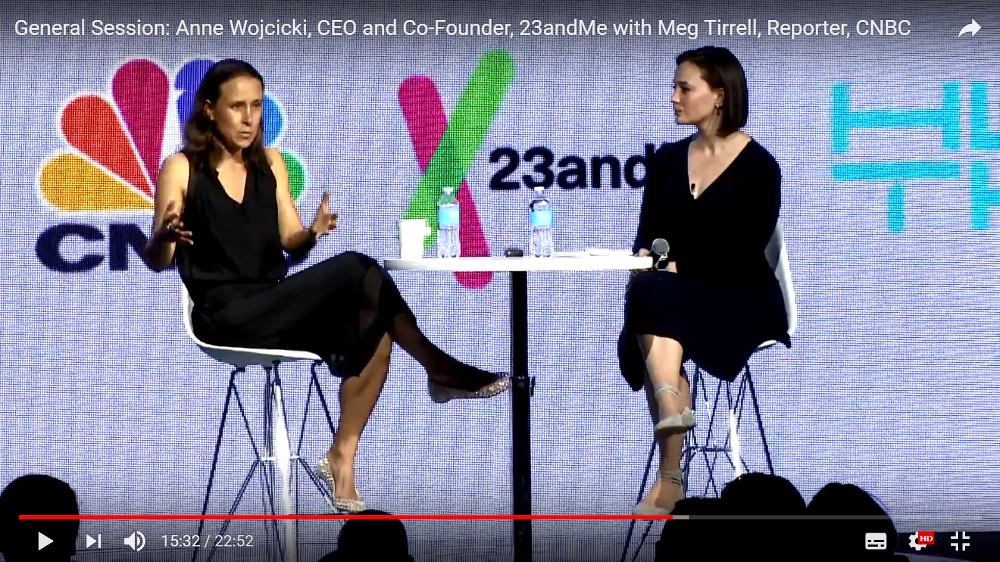 General Session: Anne Wojcicki, CEO and Co-Founder, 23andMe with Meg Tirrell, Reporter, CNBC
23and
CN
15:32 / 22:52
HD